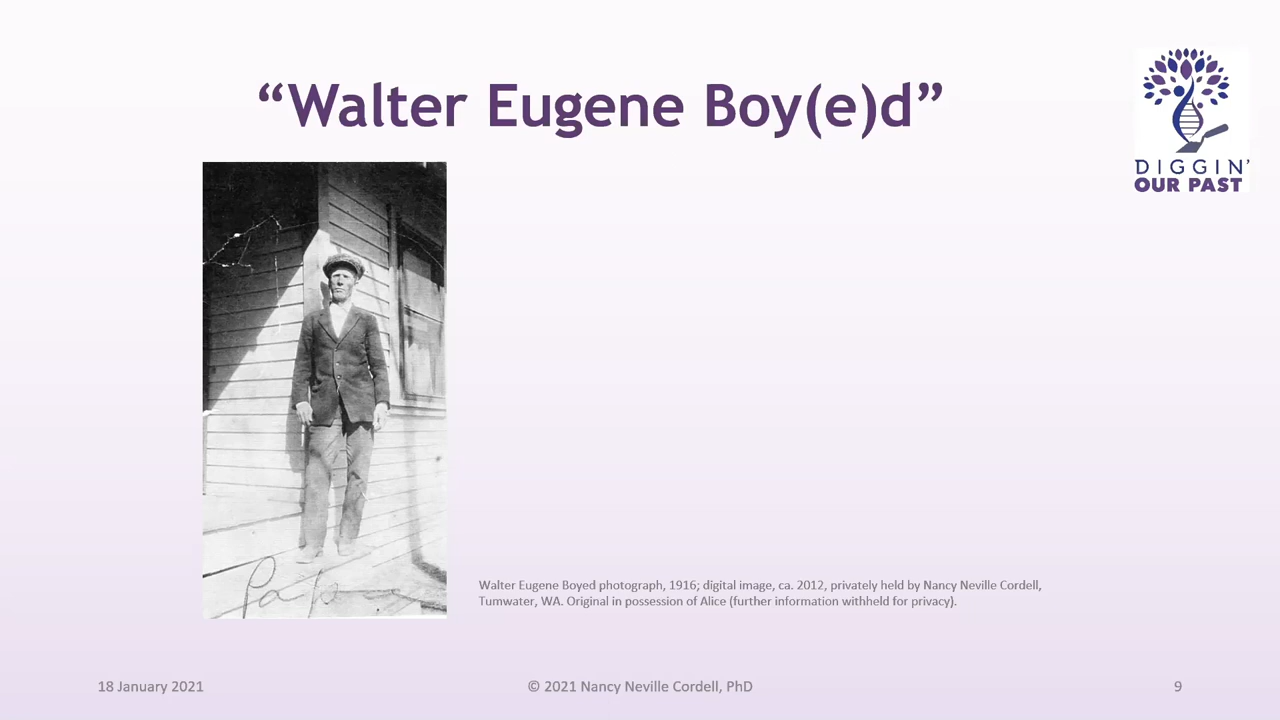 “Walter Eugene Boy(e)d”
DIGGIN’
OUR PAST
Papa
Walter Eugene Boyed photograph, 1916; digital image, ca. 2012, privately held by Nancy Neville Cordell,
Tumwater, WA. Original in possession of Alice (further information withheld for privacy).
18 January 2021
© 2021 Nancy Neville Cordell, PhD
9